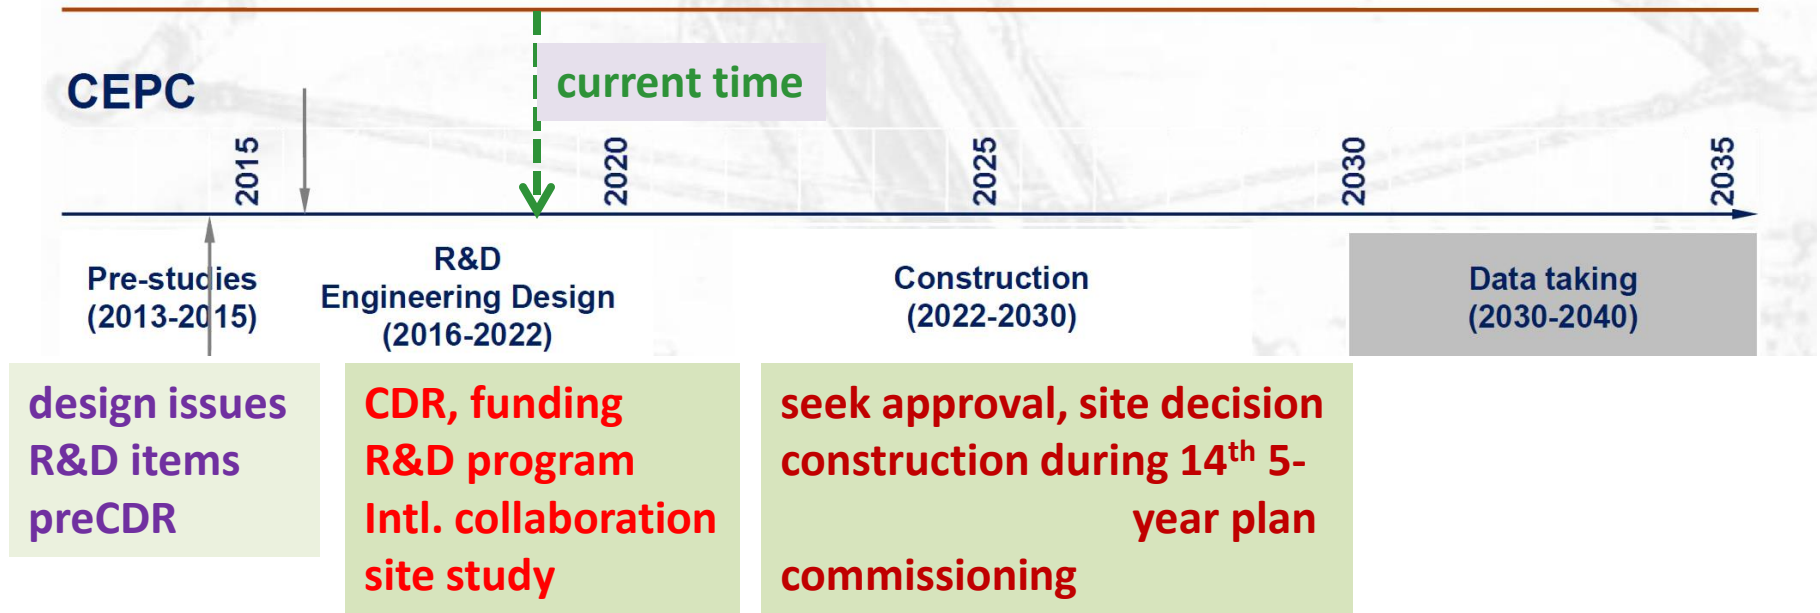 current time
CEPC
2015
2020
2025
2030
2035
Pre-studies
(2013-2015)
R&D
Engineering Design
(2016-2022)
Construction
(2022-2030)
Data taking
(2030-2040)
design issues
R&D items
preCDR
CDR, funding
R&D program
Intl. collaboration
site study
seek approval, site decision
construction during 14th 5-
year plan
commissioning